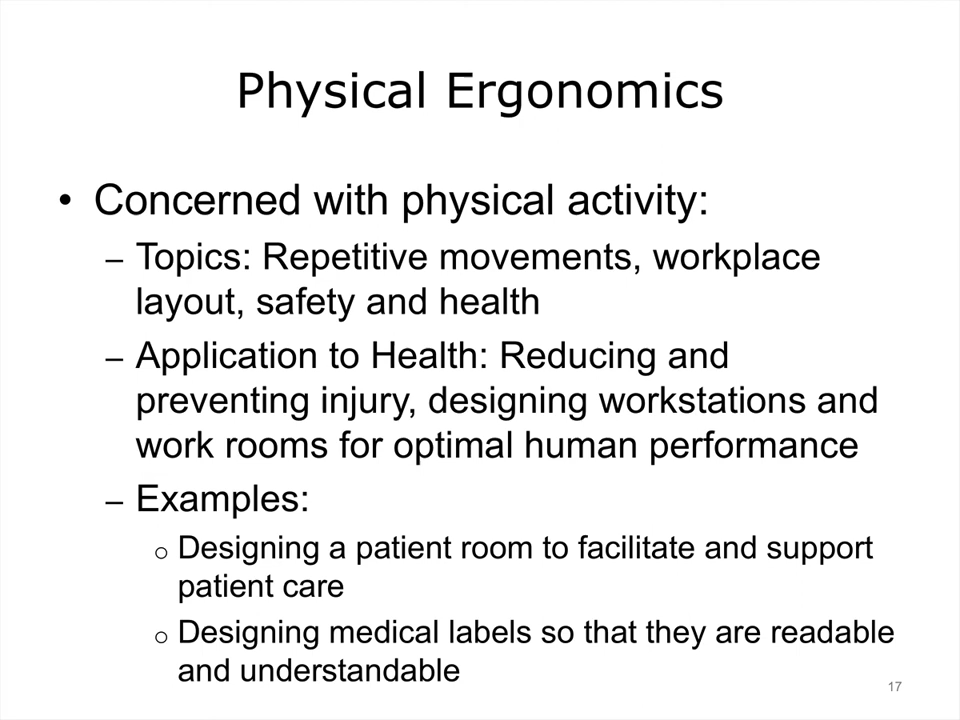 Physical Ergonomics
• Concerned with physical activity:
– Topics: Repetitive movements, workplace
layout, safety and health
– Application to Health: Reducing and
preventing injury, designing workstations and
work rooms for optimal human performance
– Examples:
o Designing a patient room to facilitate and support
patient care
o Designing medical labels so that they are readable
and understandable
17